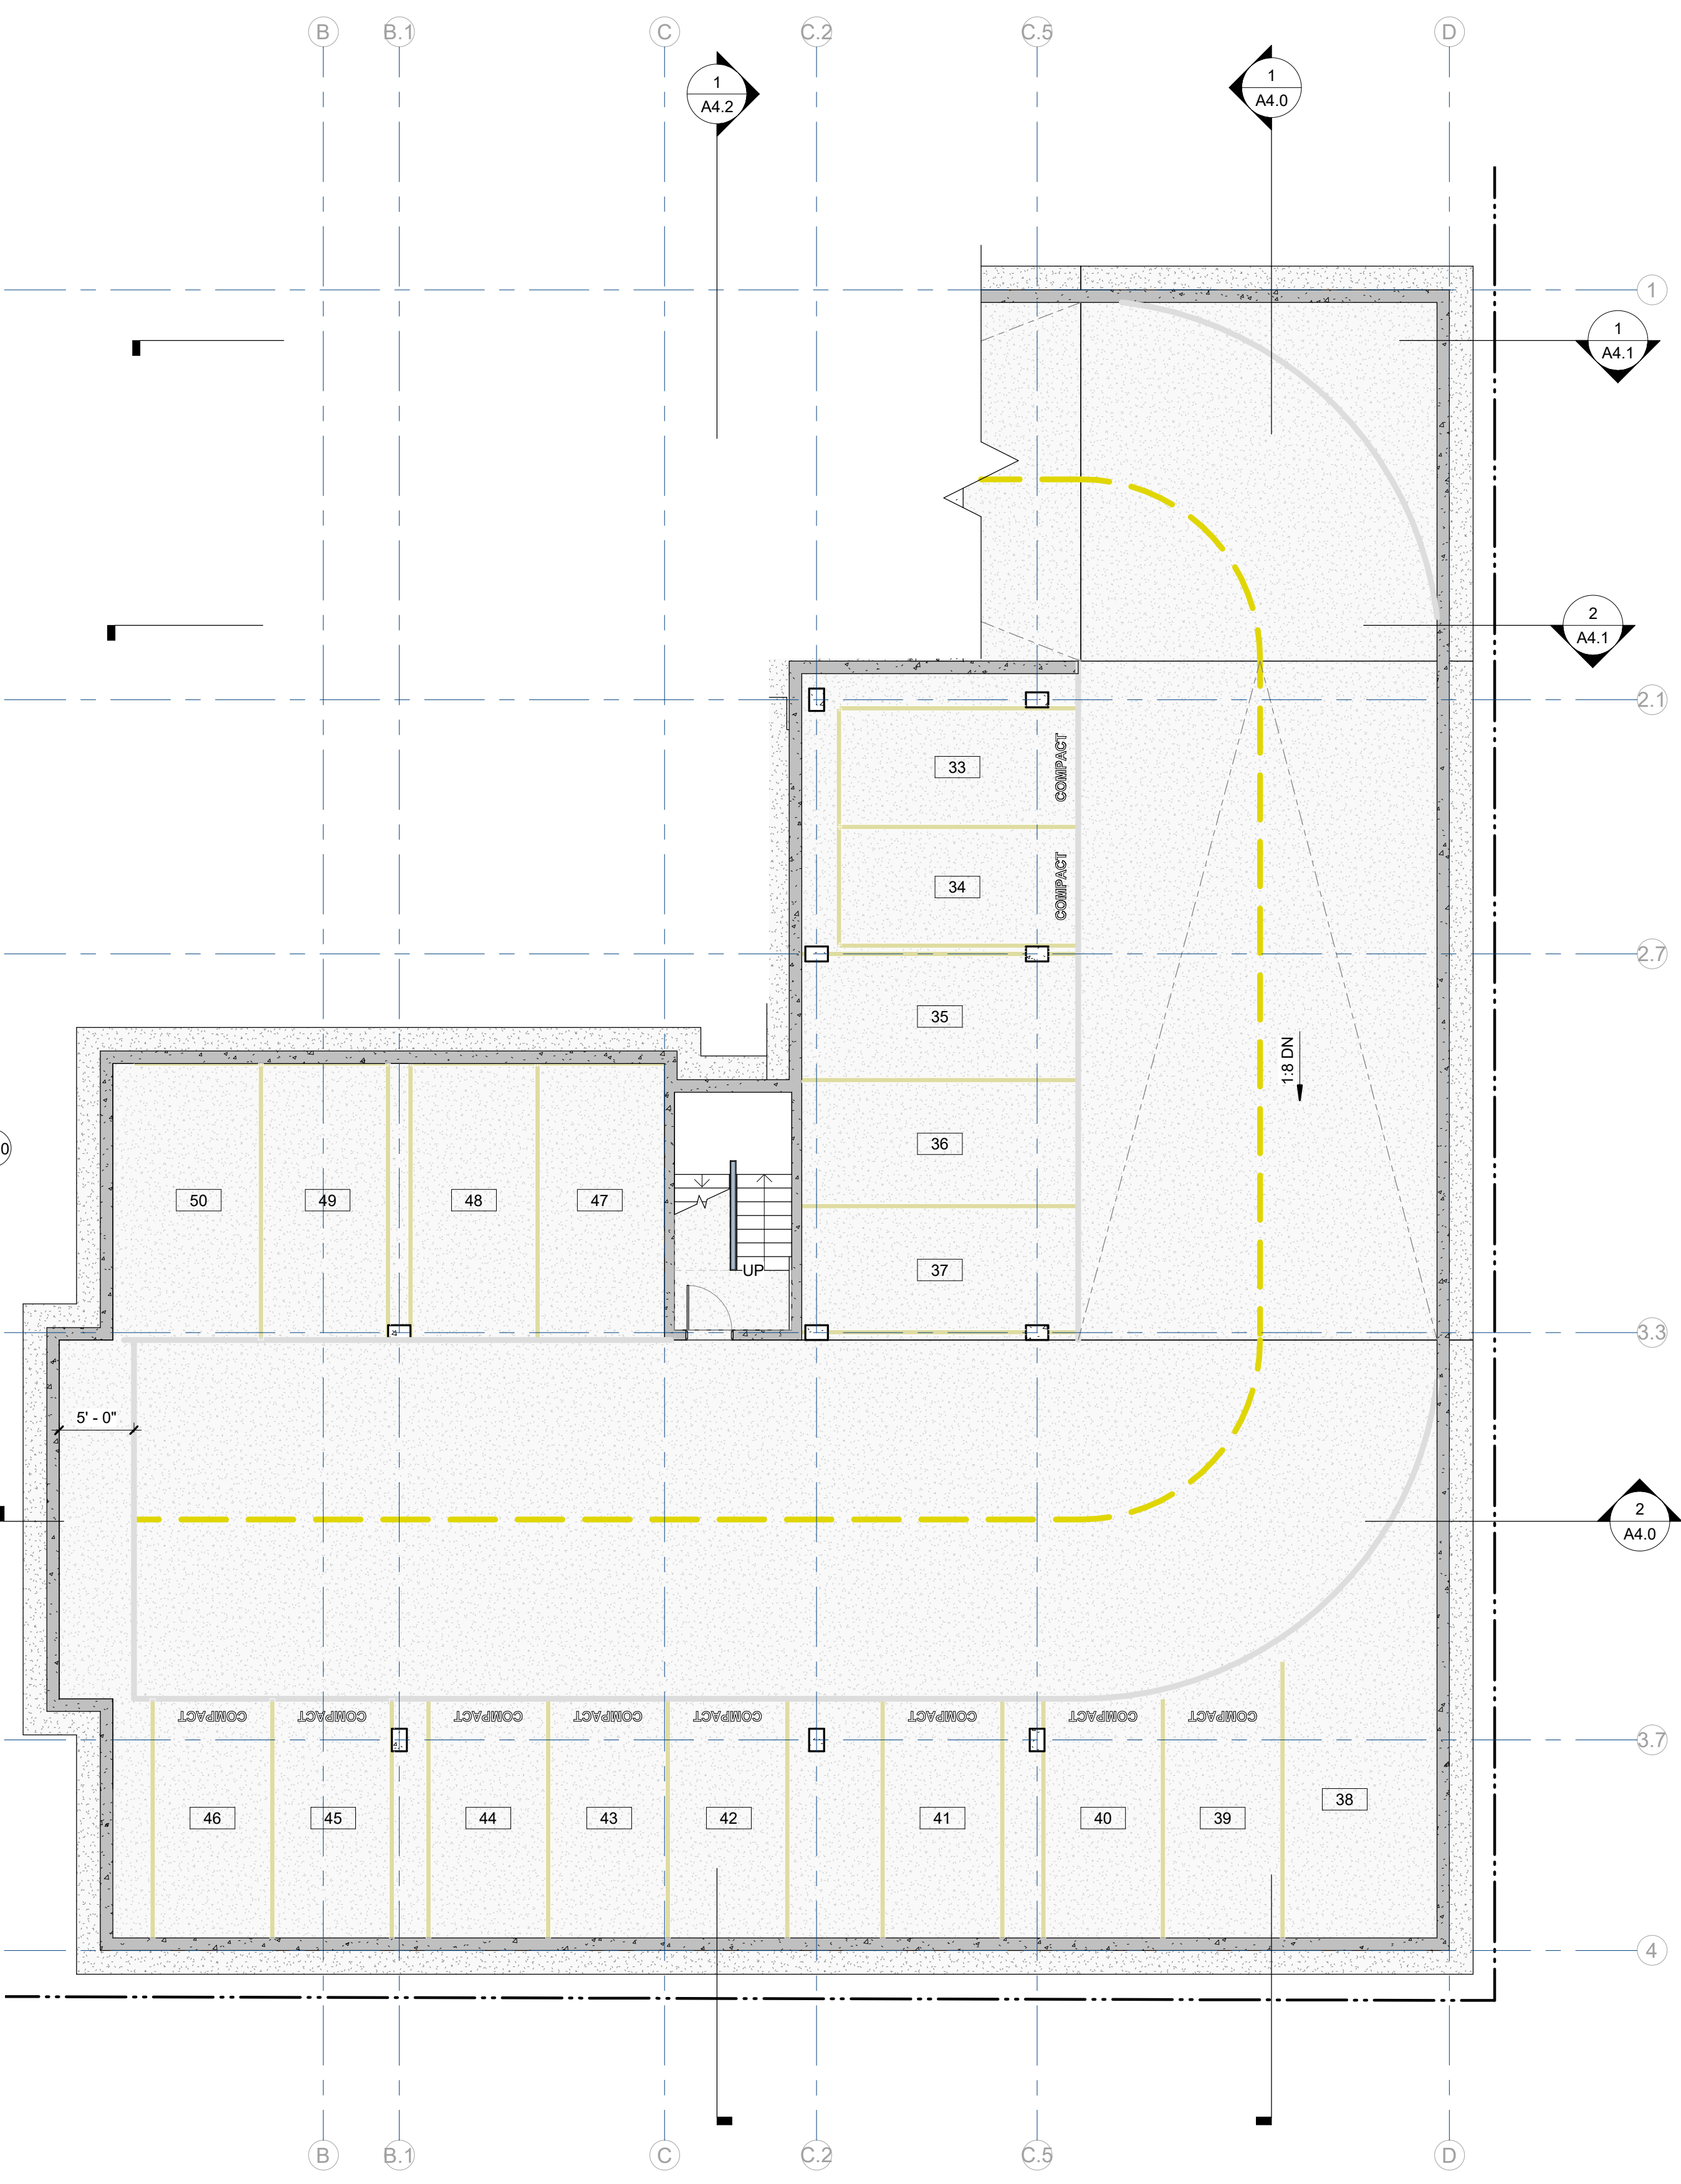 B B.1 C C.2 C.5 D
1
A4.2
1
A4.0
1
1
A4.1
2
A4.1
2.1
33 COMPACT
34 COMPACT
2.7
35
1:8 DN
36
0
50 49 48 47
37
UP
3.3
5' - 0"
2
A4.0
COMPACT COMPACT COMPACT COMPACT COMPACT COMPACT COMPACT COMPACT
3.7
38
46 45 44 43 42 41 40 39
4
B B.1 C C.2 C.5 D